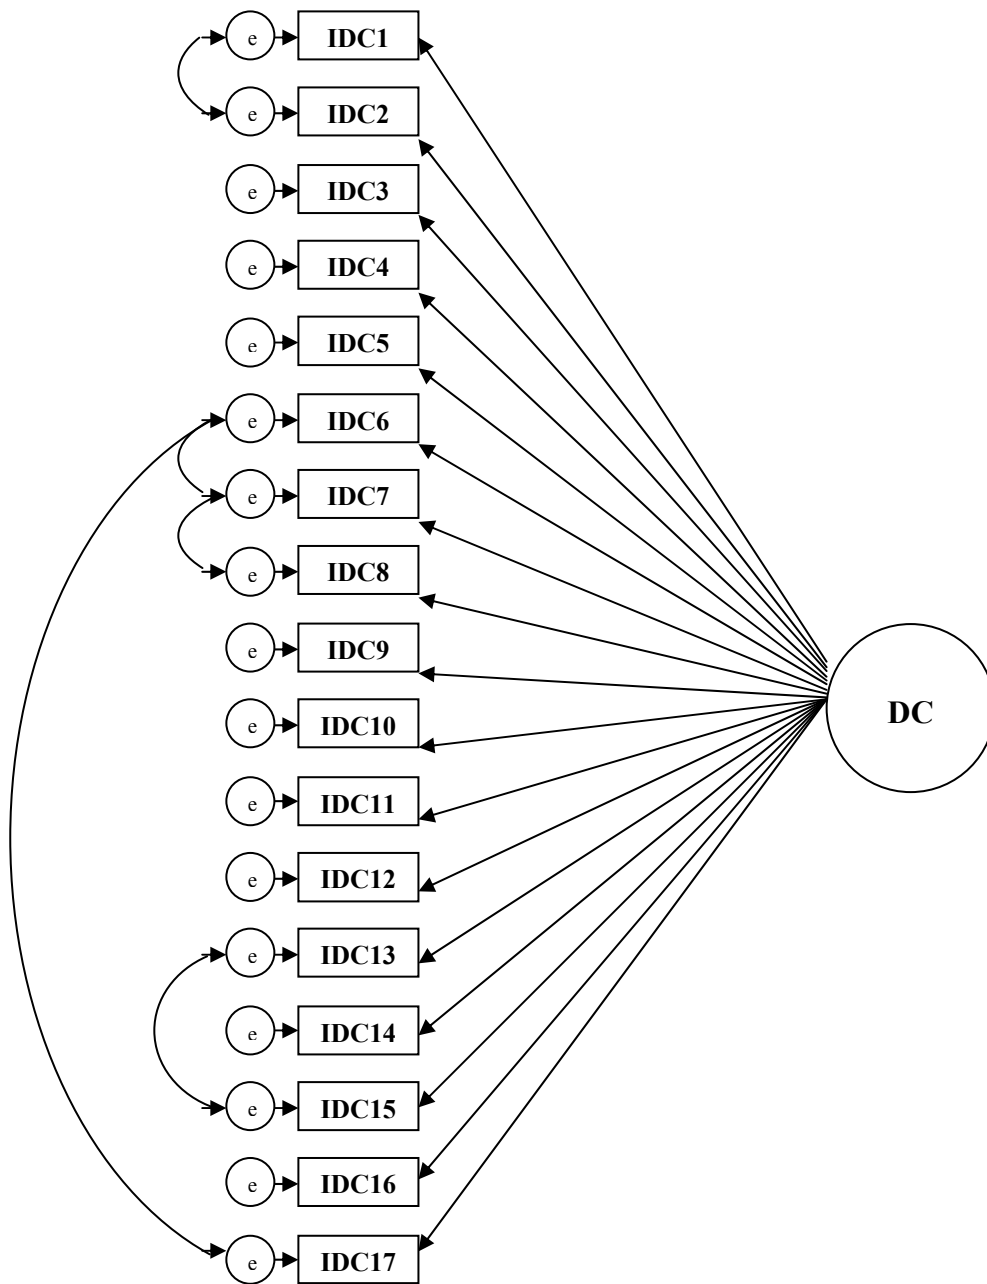 e IDC1
e IDC2
e IDC3
e IDC4
e IDC5
e IDC6
e IDC7
e IDC8
e IDC9
DC
e IDC10
e IDC11
e IDC12
e IDC13
e IDC14
e IDC15
e IDC16
e IDC17